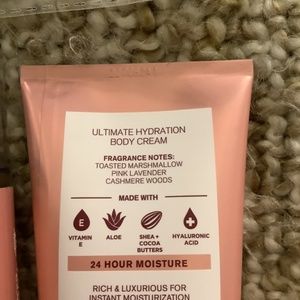 ULTIMATE HYDRATION
BODY CREAM
FRAGRANCE NOTES:
TOASTED MARSHMALLOW
PINK LAVENDER
CASHMERE WOODS
MADE WITH
E
VITAMIN
E
ALOE
SHEA +
COCOA
BUTTERS
HYALURONIC
ACID
24 HOUR MOISTURE
RICH & LUXURIOUS FOR
INSTANT MOISTURIZATION